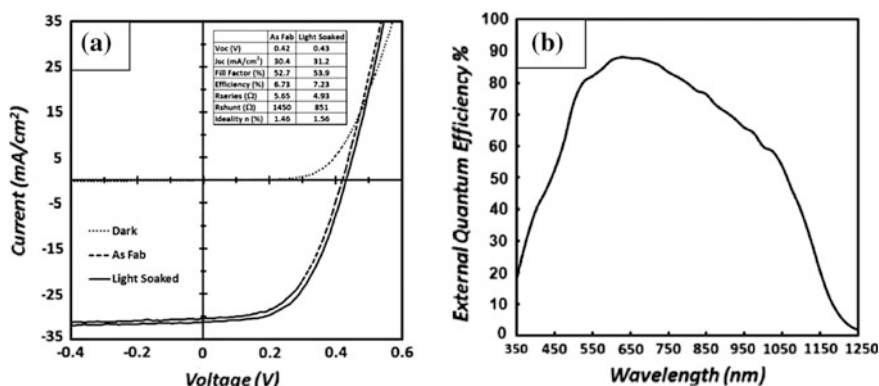 (a)
As Fab Light Soaked
Voc (V) 0.42 0.43
Jsc (mA/cm²) 30.4 31.2
Fill Factor (%) 52.7 53.9
Efficiency (%) 6.73 7.23
Rseries (Ω) 5.65 4.93
Rshunt (Ω) 1450 851
Ideality n (%) 1.46 1.56
35
25
15
5
-5
-15
-25
-35
Current (mA/cm²)
Dark
As Fab
Light Soaked
-0.4 -0.2 0 0.2 0.4 0.6
Voltage (V)
(b)
100
90
80
70
60
50
40
30
20
10
0
External Quantum Efficiency %
350 450 550 650 750 850 950 1050 1150 1250
Wavelength (nm)